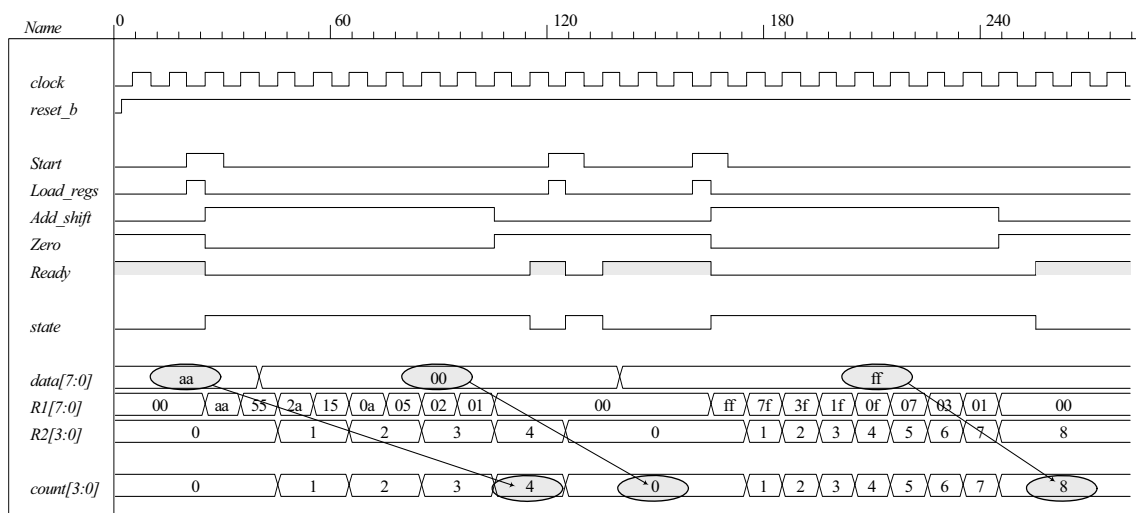 Name 0 60 120 180 240
clock
reset_b
Start
Load_regs
Add_shift
Zero
Ready
state
data[7:0] aa 00 ff
R1[7:0] 00 aa 55 2a 15 0a 05 02 01 00 ff 7f 3f 1f 0f 07 03 01 00
R2[3:0] 0 1 2 3 4 0 1 2 3 4 5 6 7 8
count[3:0] 0 1 2 3 4 0 1 2 3 4 5 6 7 8